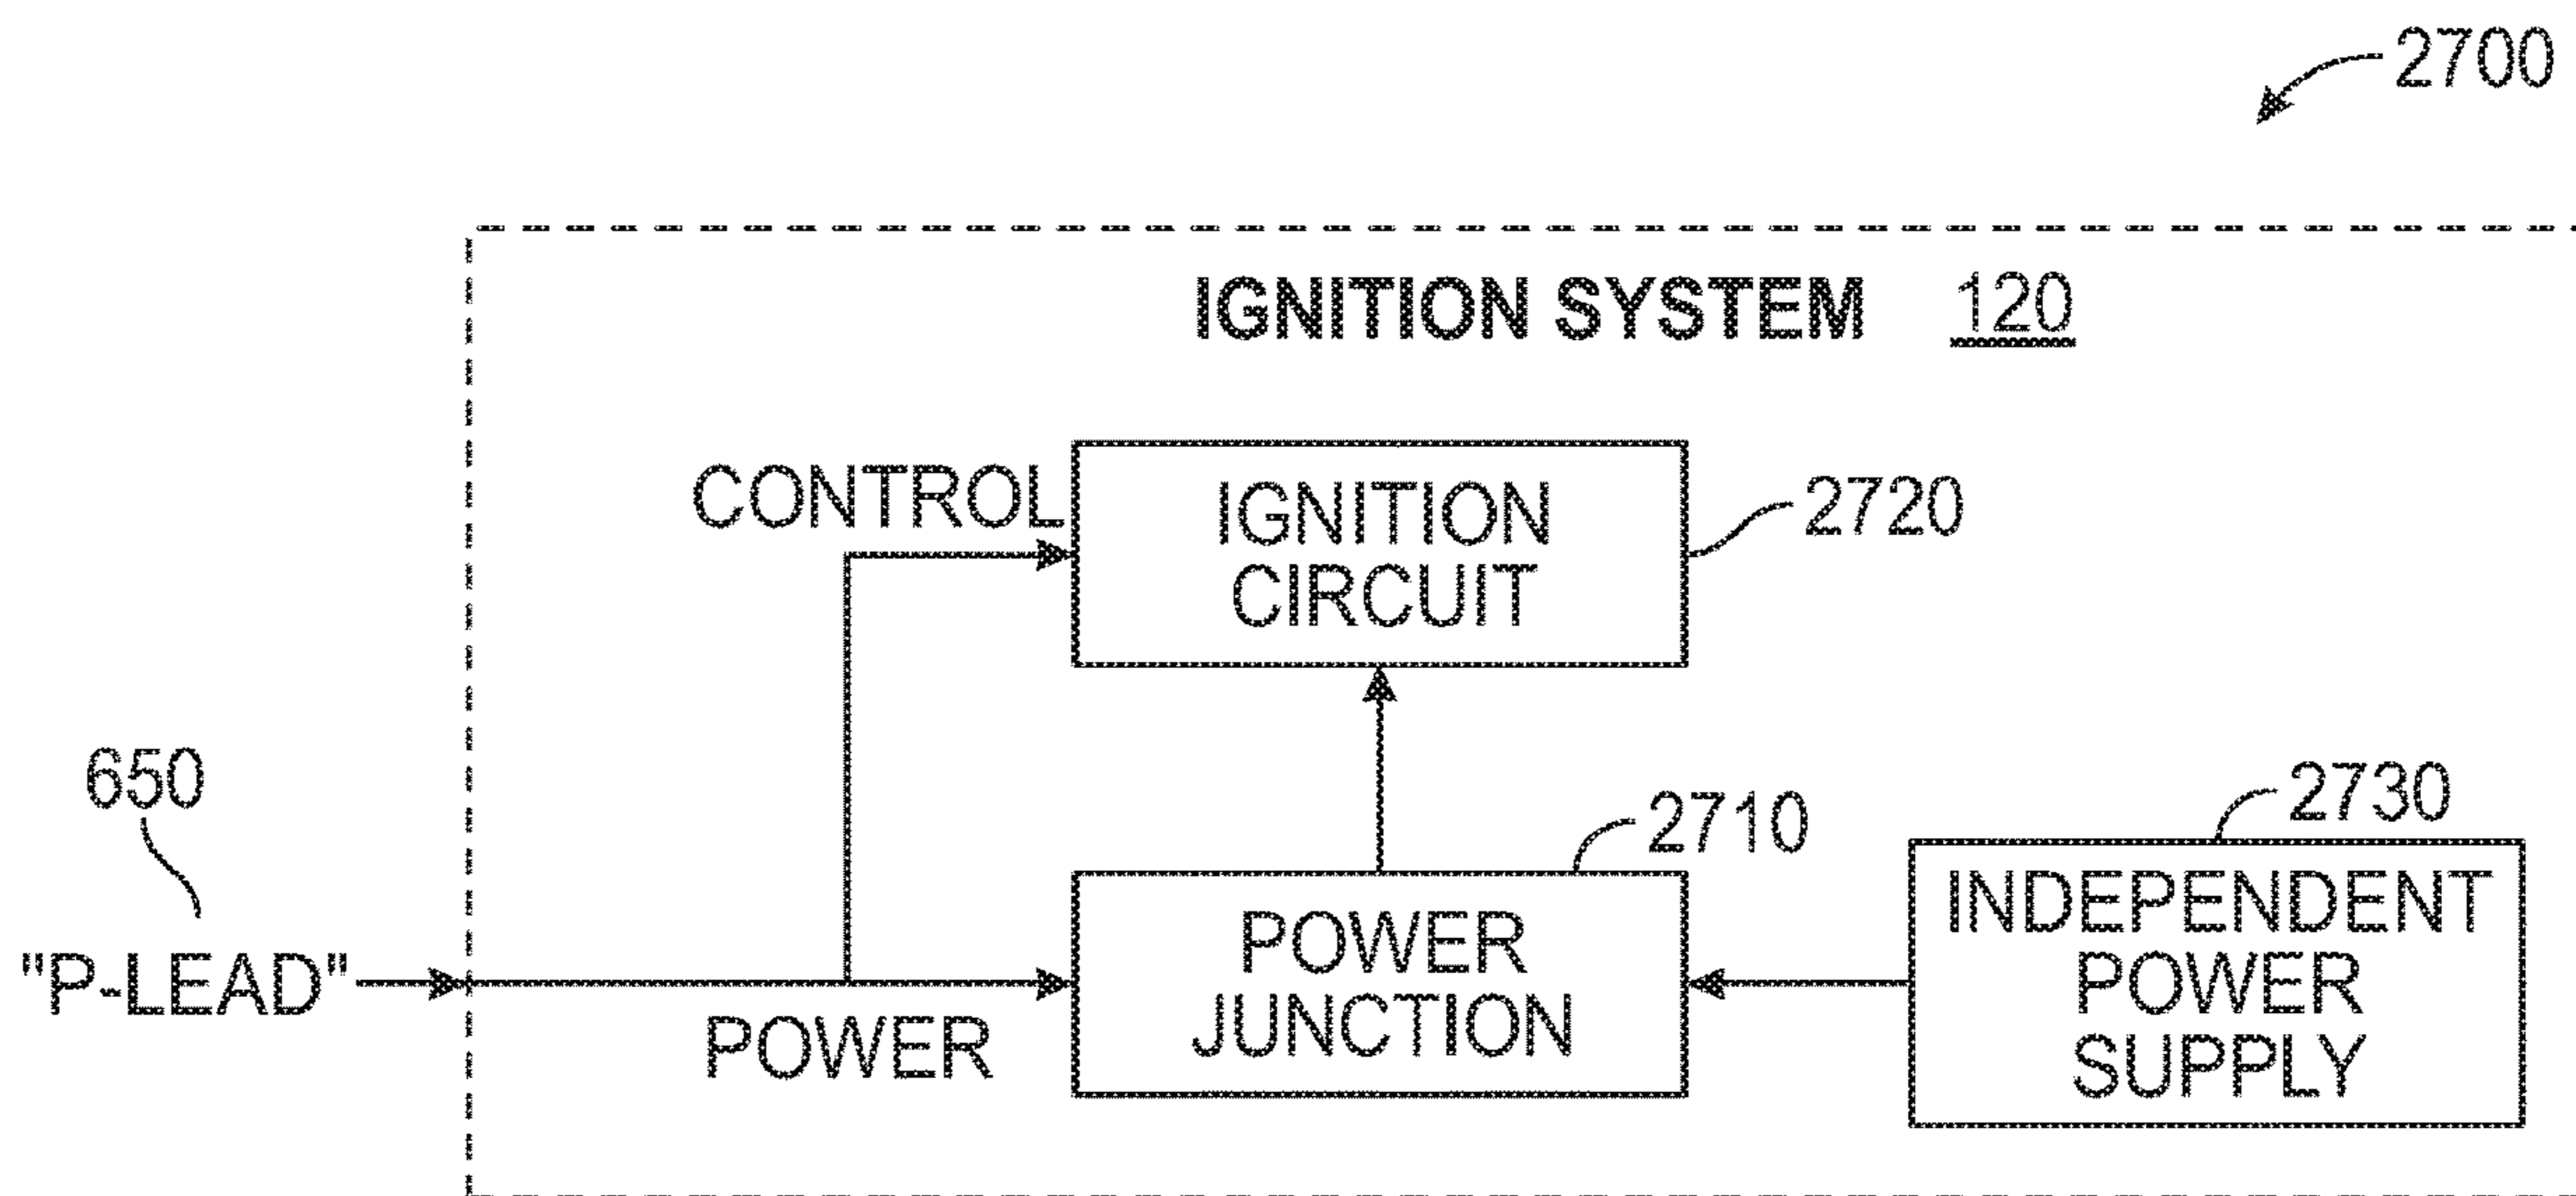 2700
IGNITION SYSTEM 120
CONTROL
IGNITION
CIRCUIT
2720
650
"P-LEAD"
POWER
2710
POWER
JUNCTION
2730
INDEPENDENT
POWER
SUPPLY